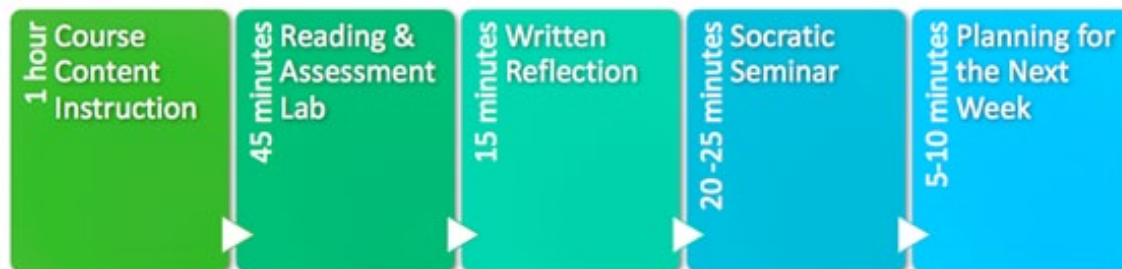 1 hour
Course
Content
Instruction
45 minutes
Reading &
Assessment
Lab
15 minutes
Written
Reflection
20 -25 minutes
Socratic
Seminar
5-10 minutes
Planning for
the Next
Week